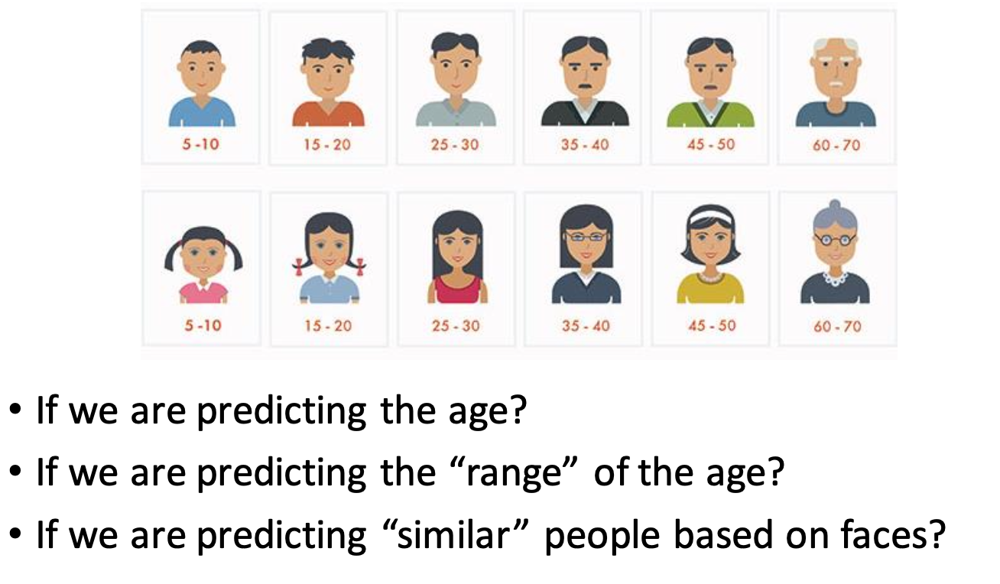 5 -10 15 - 20 25 - 30 35 - 40 45 - 50 60 - 70
5 -10 15 - 20 25 - 30 35 - 40 45 - 50 60 - 70
• If we are predicting the age?
• If we are predicting the “range” of the age?
• If we are predicting “similar” people based on faces?